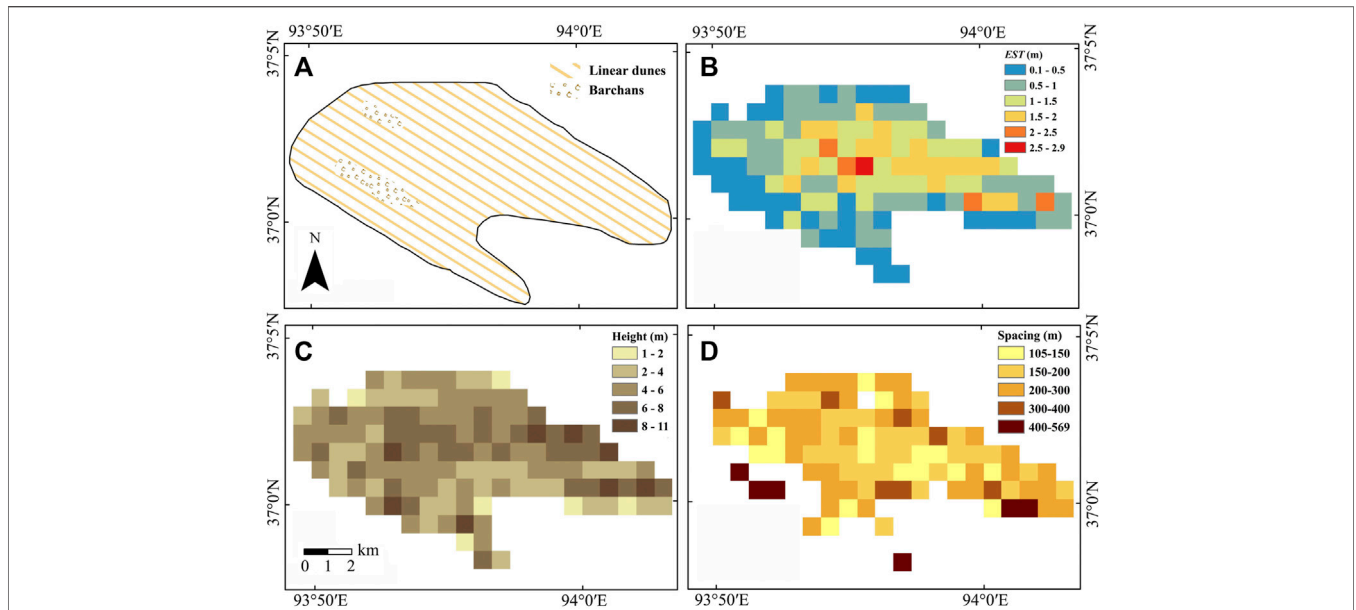 93°50′E
94°0′E
93°50′E
94°0′E
37°5′N
37°0′N
A
Linear dunes
Barchans
N
B
EST (m)
0.1 - 0.5
0.5 - 1
1 - 1.5
1.5 - 2
2 - 2.5
2.5 - 2.9
37°5′N
37°0′N
37°5′N
37°0′N
C
Height (m)
1 - 2
2 - 4
4 - 6
6 - 8
8 - 11
0 1 2 km
D
Spacing (m)
105-150
150-200
200-300
300-400
400-569
37°5′N
37°0′N
93°50′E
94°0′E
93°50′E
94°0′E